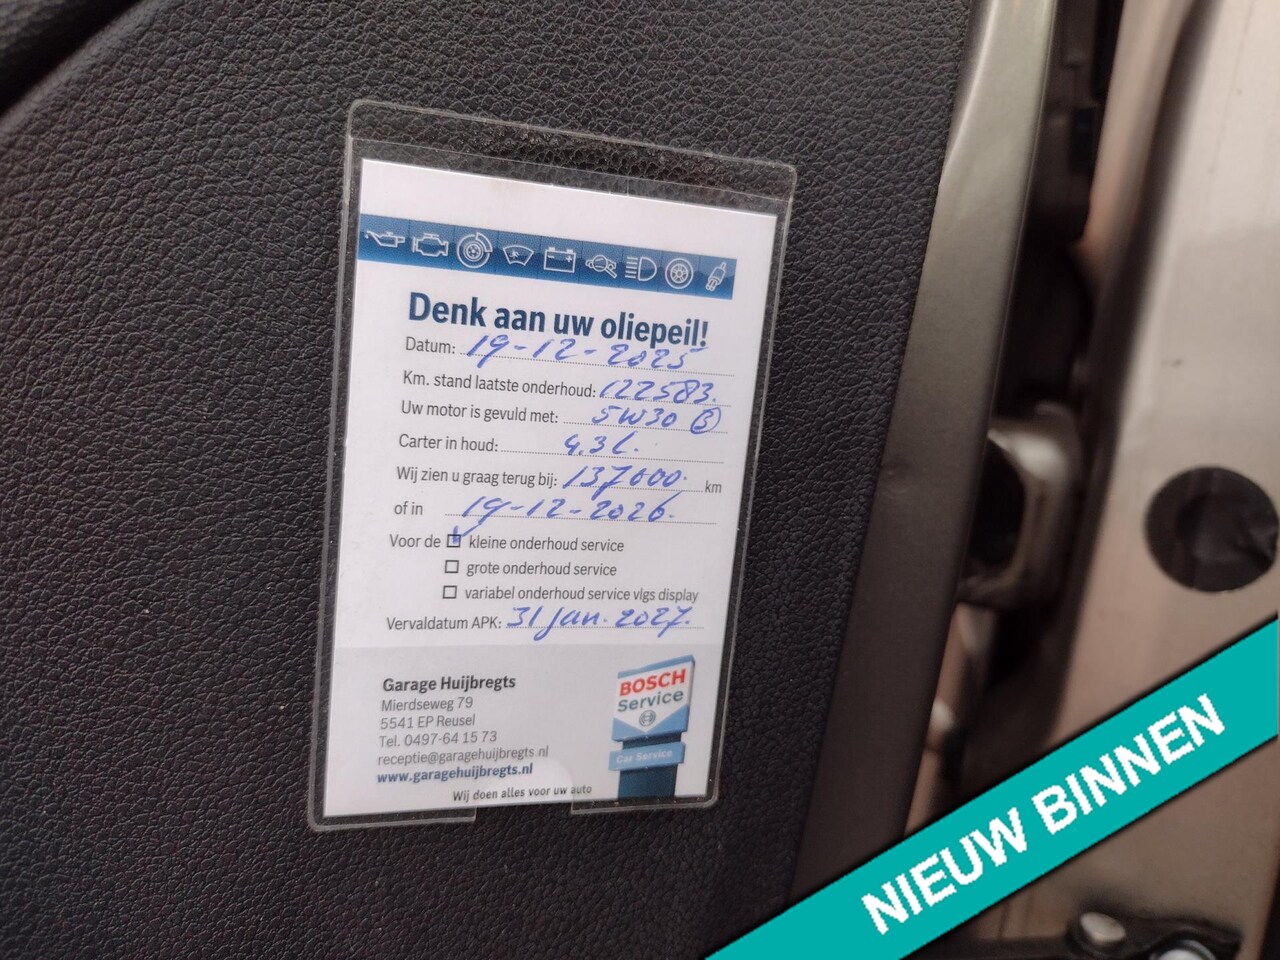 Denk aan uw oliepeil!
Datum: 19-12-2025
Km. stand laatste onderhoud: 122583.
Uw motor is gevuld met: 5W30 (3)
Carter in houd: 4.3 L.
Wij zien u graag terug bij: 137600. km
of in 19-12-2026.
Voor de kleine onderhoud service
grote onderhoud service
variabel onderhoud service vlgs display
Vervaldatum APK: 31 jan. 2027.
Garage Huijbregts
Mierdseweg 79
5541 EP Reusel
Tel. 0497-64 15 73
receptie@garagehuijbregts.nl
www.garagehuijbregts.nl
Wij doen alles voor uw auto
BOSCH
Service
Car Service
NIEUW BINNEN